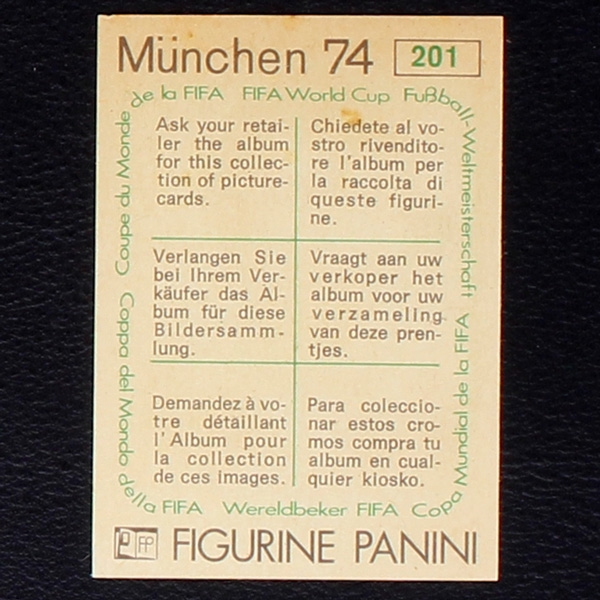 München 74 201
de la FIFA FIFA World Cup Fußball-Weltmeisterschaft
Ask your retai-
ler the album
for this collec-
tion of picture-
cards.
Chiedete al vo-
stro rivendito-
re l'album per
la raccolta di
queste figuri-
ne.
Verlangen Sie
bei Ihrem Ver-
käufer das Al-
bum für diese
Bildersamm-
lung.
Vraagt aan uw
verkoper het
album voor uw
verzameling
van deze pren-
tjes.
Demandez à vo-
tre détaillant
l'Album pour
la collection
de ces images.
Para coleccio-
nar estos cro-
mos compra tu
album en cual-
quier kiosko.
Coupe du Monde
Coppa del Mondo della FIFA Wereldbeker FIFA Copa Mundial de la FIFA
FP FIGURINE PANINI